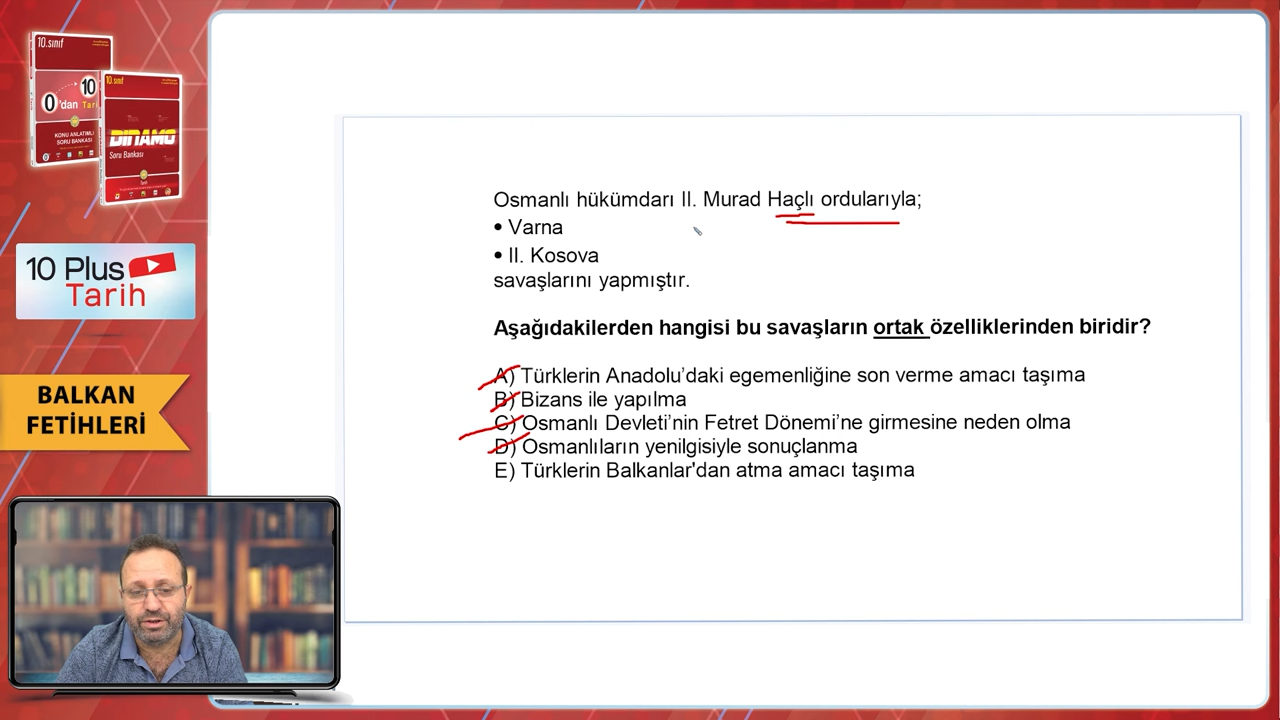 10.sınıf
0'dan 10 Tarih
KONU ANLATIMLI
SORU BANKASI
10.sınıf
DINAMO
Soru Bankası
Tarih
10 Plus
Tarih
BALKAN
FETİHLERİ
Osmanlı hükümdarı II. Murad Haçlı ordularıyla;
• Varna
• II. Kosova
savaşlarını yapmıştır.
Aşağıdakilerden hangisi bu savaşların ortak özelliklerinden biridir?
A) Türklerin Anadolu’daki egemenliğine son verme amacı taşıma
B) Bizans ile yapılma
C) Osmanlı Devleti’nin Fetret Dönemi’ne girmesine neden olma
D) Osmanlıların yenilgisiyle sonuçlanma
E) Türklerin Balkanlar'dan atma amacı taşıma